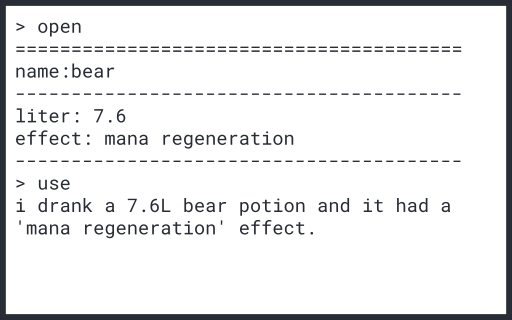 > open
========================================
name:bear
----------------------------------------
liter: 7.6
effect: mana regeneration
----------------------------------------
> use
i drank a 7.6L bear potion and it had a
'mana regeneration' effect.